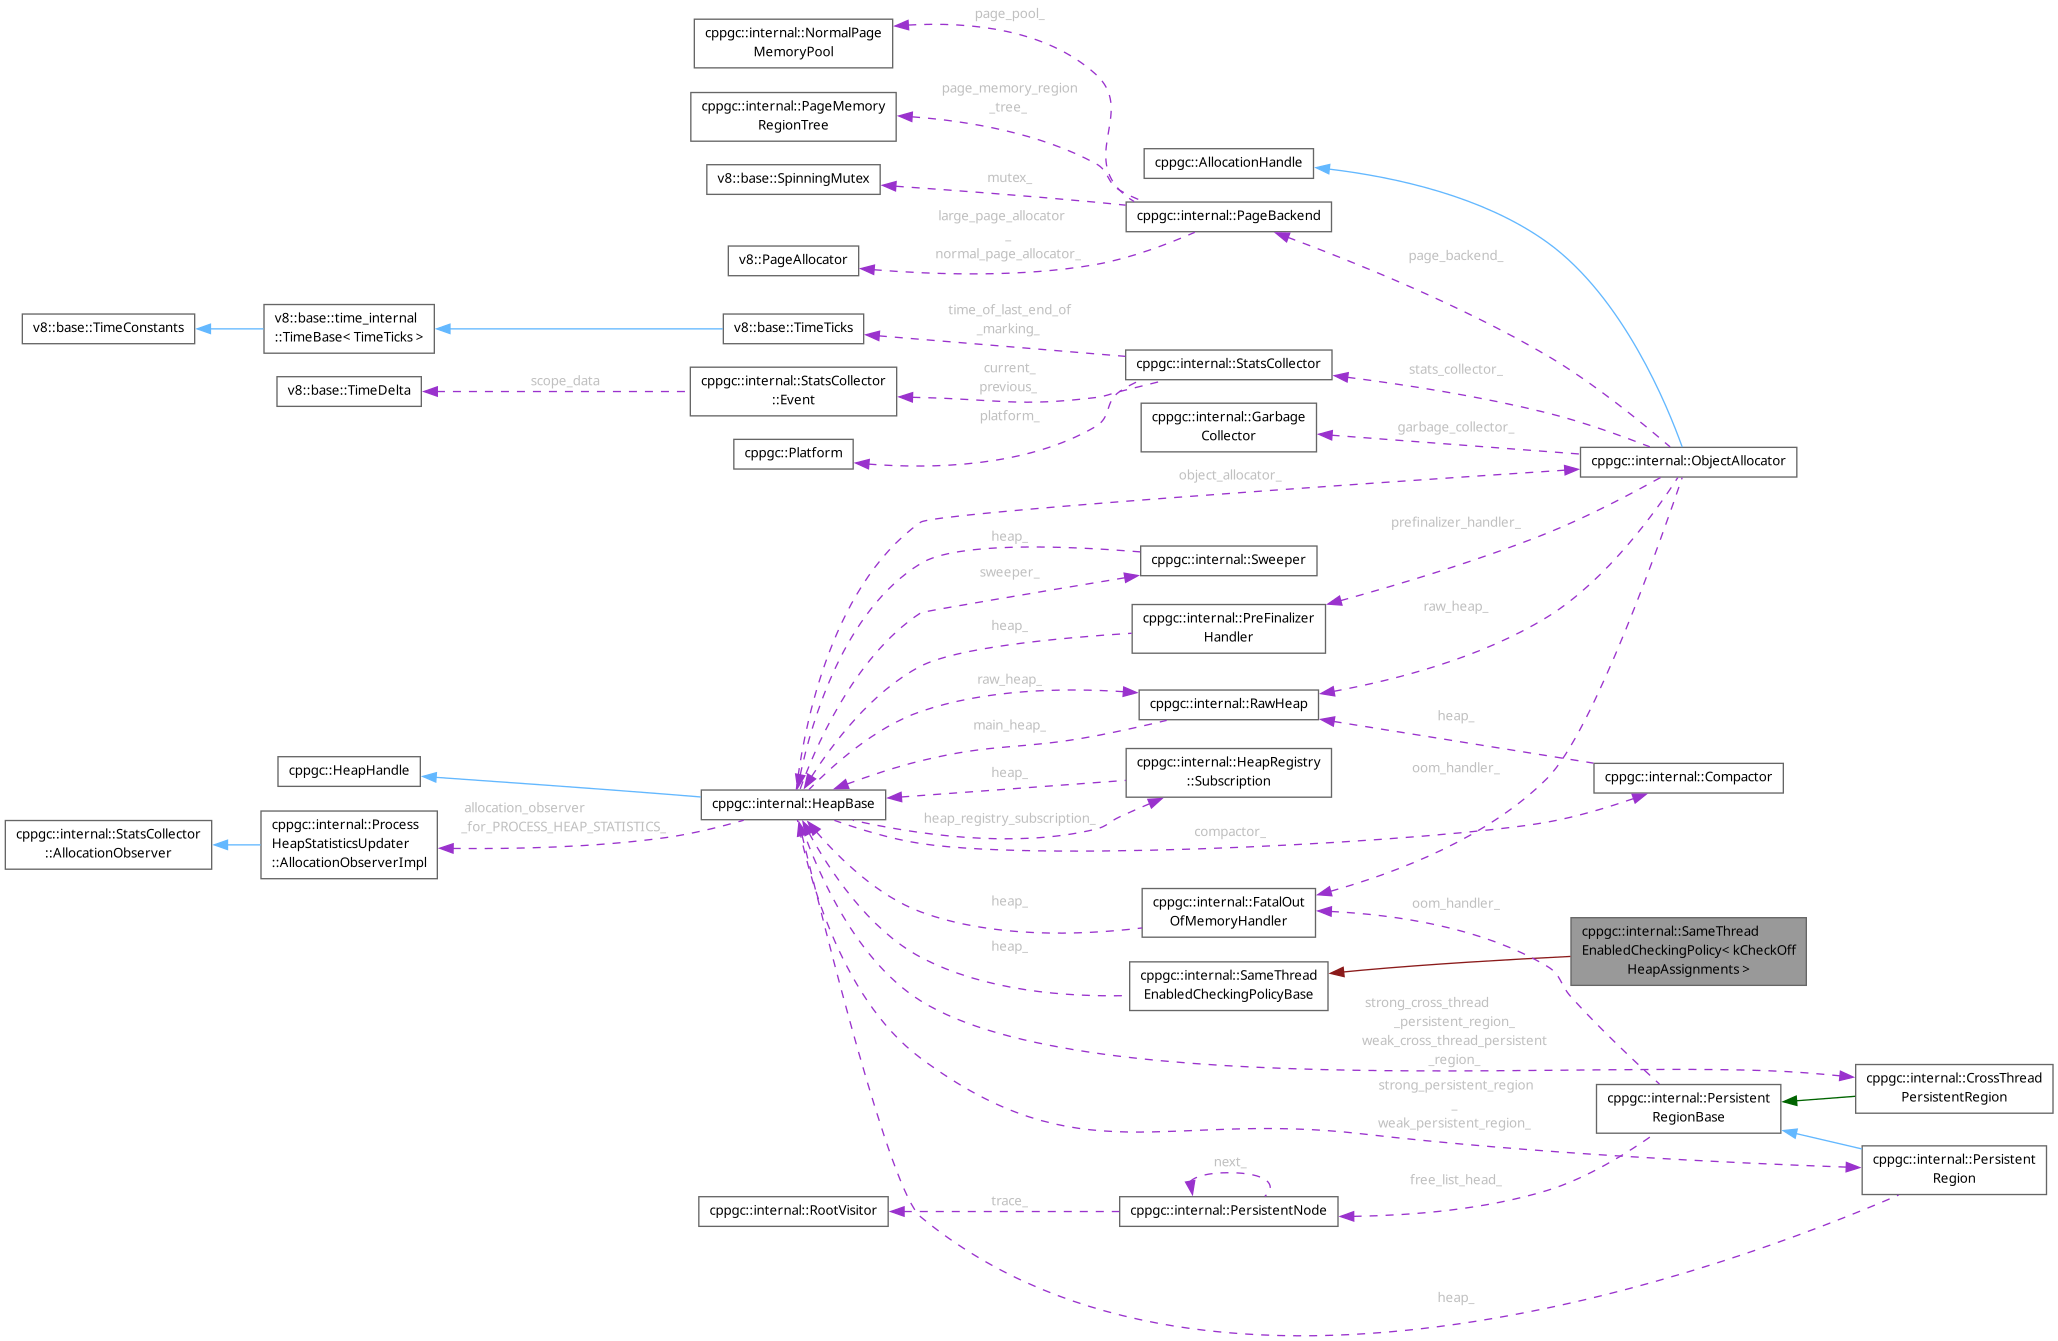 page_pool_
cppgc::internal::NormalPage
MemoryPool
page_memory_region
_tree_
cppgc::internal::PageMemory
RegionTree
cppgc::AllocationHandle
mutex_
v8::base::SpinningMutex
cppgc::internal::PageBackend
large_page_allocator
_
normal_page_allocator_
v8::PageAllocator
page_backend_
time_of_last_end_of
_marking_
v8::base::TimeConstants
v8::base::time_internal
::TimeBase< TimeTicks >
v8::base::TimeTicks
cppgc::internal::StatsCollector
current_
previous_
stats_collector_
scope_data
v8::base::TimeDelta
cppgc::internal::StatsCollector
::Event
platform_
cppgc::internal::Garbage
Collector
garbage_collector_
cppgc::Platform
cppgc::internal::ObjectAllocator
object_allocator_
prefinalizer_handler_
heap_
cppgc::internal::Sweeper
sweeper_
raw_heap_
heap_
cppgc::internal::PreFinalizer
Handler
raw_heap_
cppgc::internal::RawHeap
main_heap_
heap_
cppgc::HeapHandle
heap_
cppgc::internal::HeapRegistry
::Subscription
oom_handler_
cppgc::internal::Compactor
cppgc::internal::HeapBase
allocation_observer
_for_PROCESS_HEAP_STATISTICS_
heap_registry_subscription_
compactor_
cppgc::internal::StatsCollector
::AllocationObserver
cppgc::internal::Process
HeapStatisticsUpdater
::AllocationObserverImpl
heap_
cppgc::internal::FatalOut
OfMemoryHandler
oom_handler_
cppgc::internal::SameThread
EnabledCheckingPolicy< kCheckOff
HeapAssignments >
heap_
cppgc::internal::SameThread
EnabledCheckingPolicyBase
strong_cross_thread
_persistent_region_
weak_cross_thread_persistent
_region_
cppgc::internal::CrossThread
PersistentRegion
strong_persistent_region
_
weak_persistent_region_
cppgc::internal::Persistent
RegionBase
cppgc::internal::Persistent
Region
next_
free_list_head_
trace_
cppgc::internal::RootVisitor
cppgc::internal::PersistentNode
heap_